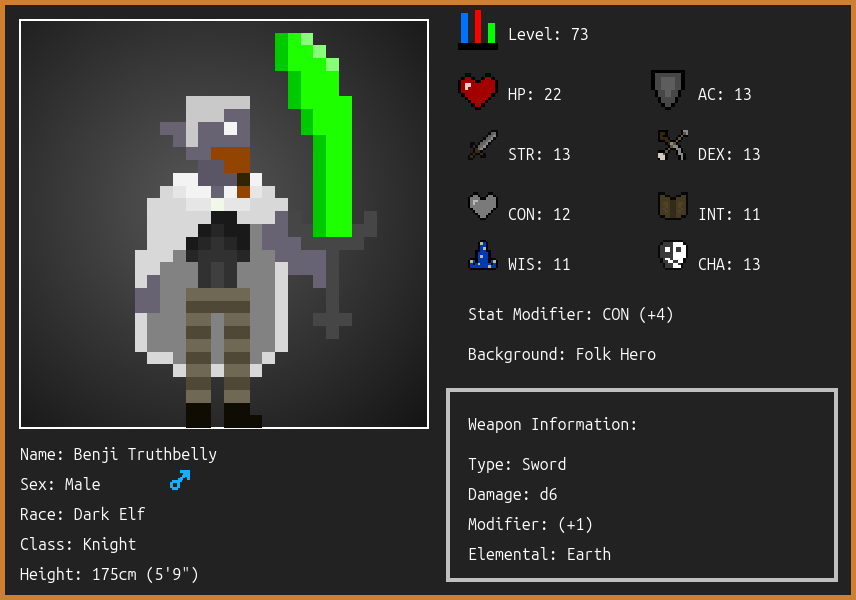 Level: 73
HP: 22
AC: 13
STR: 13
DEX: 13
CON: 12
INT: 11
WIS: 11
CHA: 13
Stat Modifier: CON (+4)
Background: Folk Hero
Weapon Information:
Type: Sword
Damage: d6
Modifier: (+1)
Elemental: Earth
Name: Benji Truthbelly
Sex: Male
Race: Dark Elf
Class: Knight
Height: 175cm (5'9")